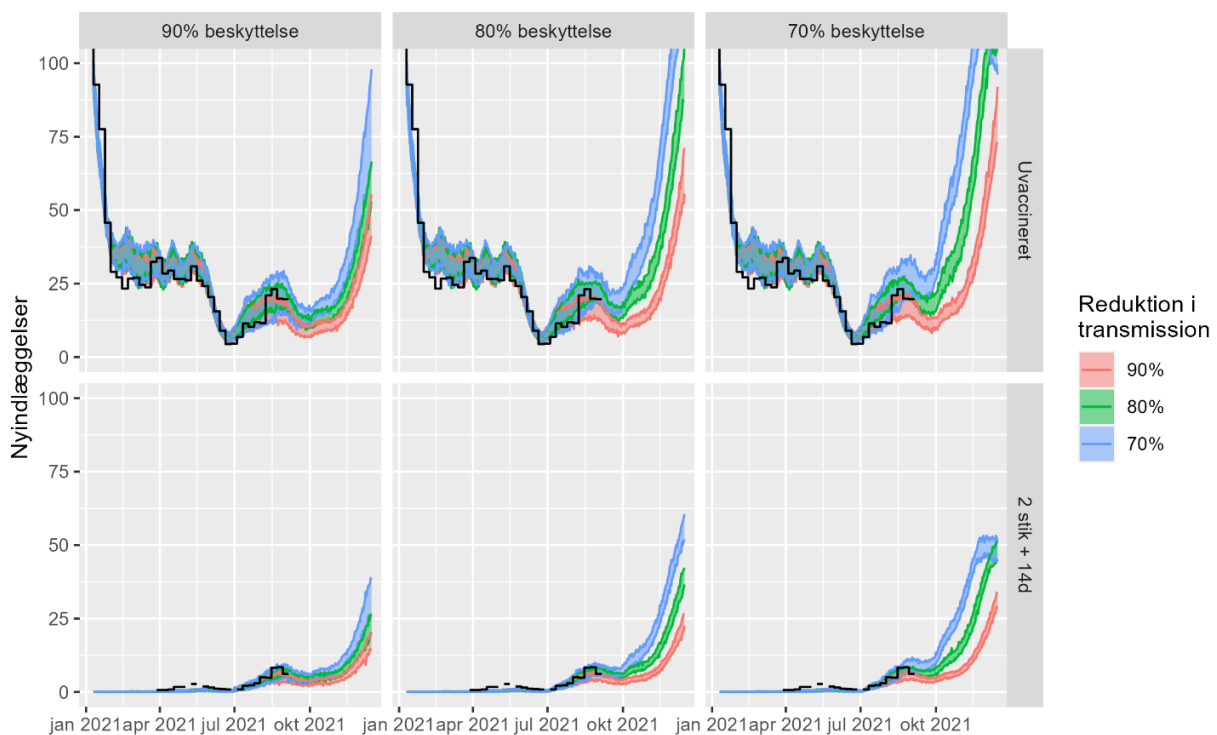 90% beskyttelse
80% beskyttelse
70% beskyttelse
Nyindlæggelser
100
75
50
25
0
Uvaccineret
100
75
50
25
0
2 stik + 14d
jan 2021
apr 2021
jul 2021
okt 2021
jan 2021
apr 2021
jul 2021
okt 2021
jan 2021
apr 2021
jul 2021
okt 2021
Reduktion i
transmission
90%
80%
70%